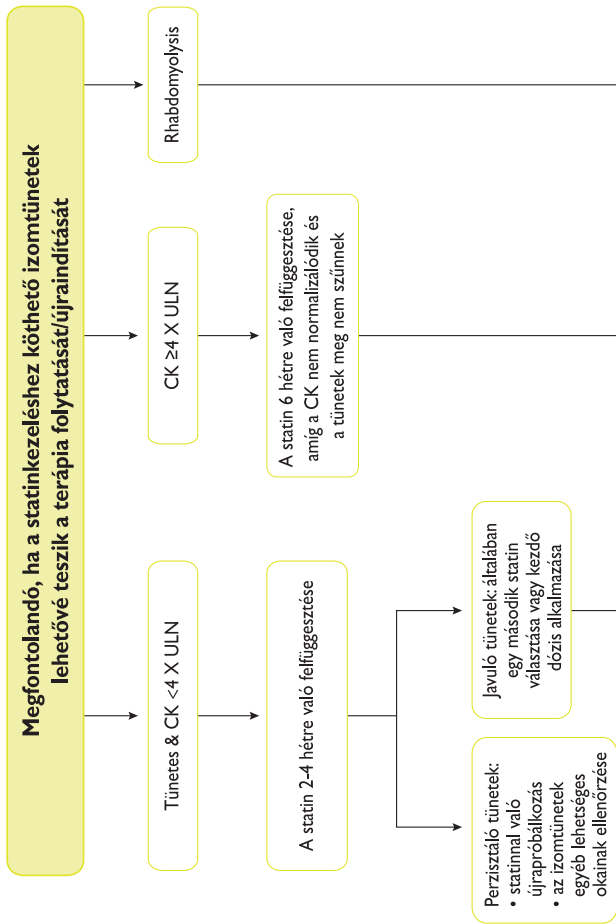 Megfontolandó, ha a statinkezeléshez köthető izomtünetek
lehetővé teszik a terápia folytatását/újraindítását
Tünetes & CK <4 X ULN
CK ≥4 X ULN
Rhabdomyolysis
A statin 2-4 hétre való felfüggesztése
A statin 6 hétre való felfüggesztése,
amíg a CK nem normalizálódik és
a tünetek meg nem szűnnek
Perzisztáló tünetek:
• statinnal való
újrapróbálkozás
• az izomtünetek
egyéb lehetséges
okainak ellenőrzése
Javuló tünetek: általában
egy második statin
választása vagy kezdő
dózis alkalmazása